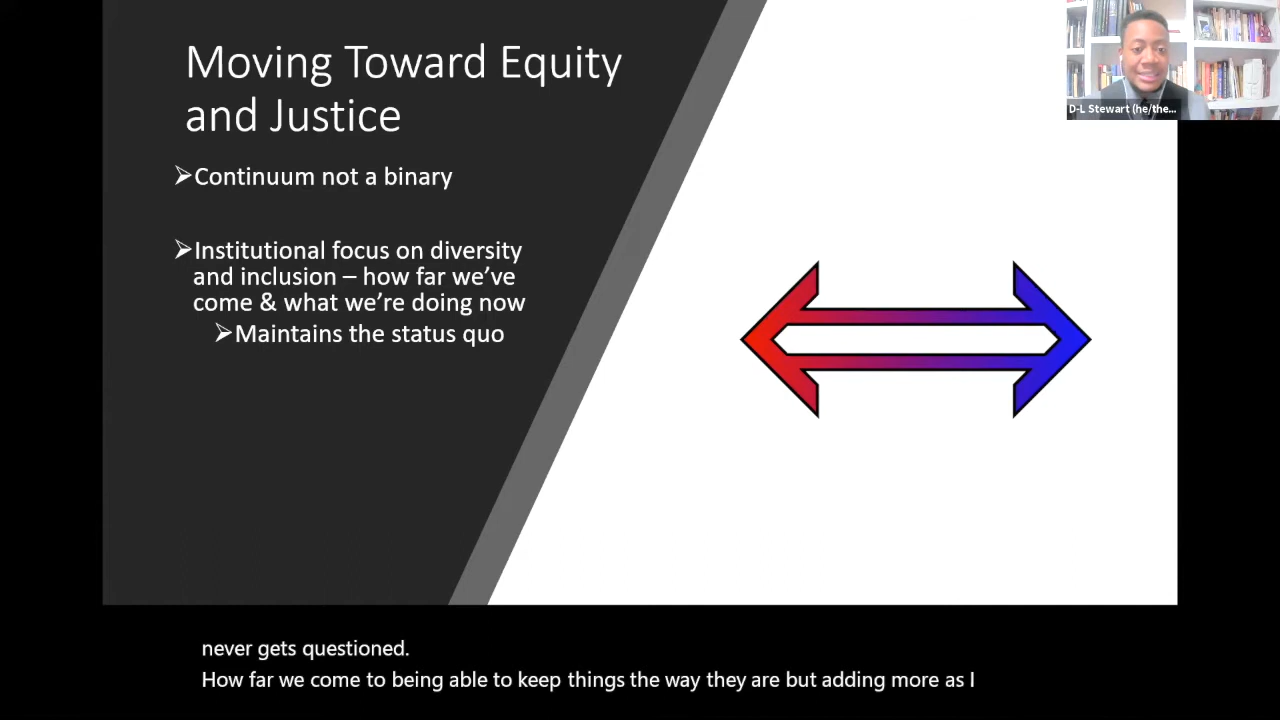 Moving Toward Equity
and Justice
D-L Stewart (he/the...
➢Continuum not a binary
➢Institutional focus on diversity
and inclusion – how far we've
come & what we're doing now
➢Maintains the status quo
never gets questioned.
How far we come to being able to keep things the way they are but adding more as I